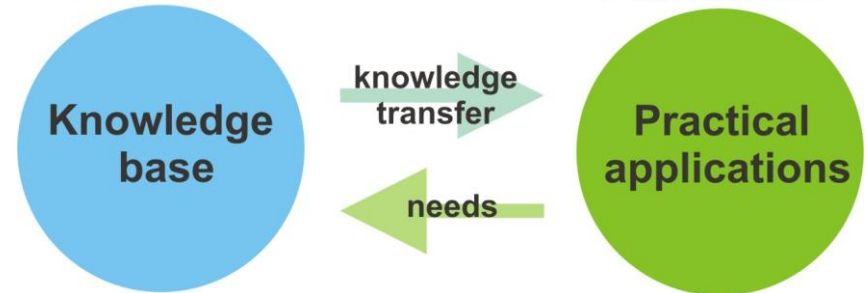 Knowledge
base
knowledge
transfer
needs
Practical
applications